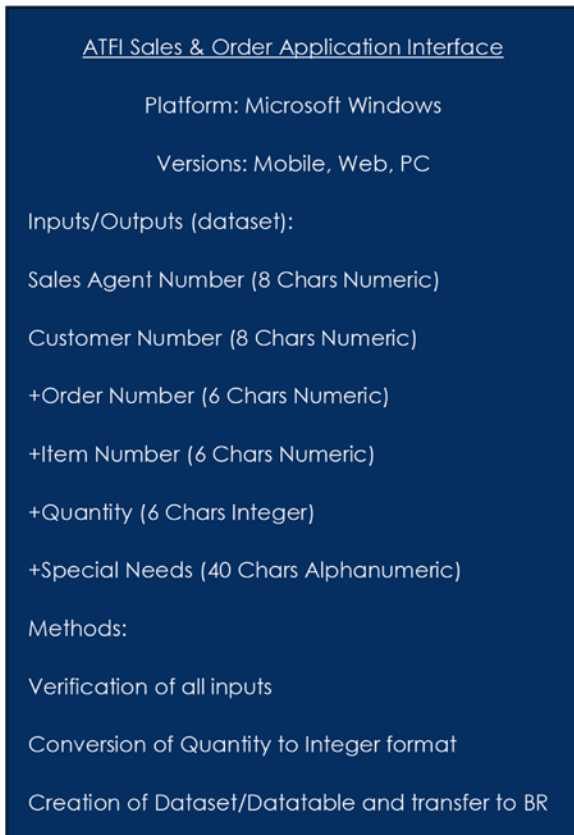 ATFI Sales & Order Application Interface
Platform: Microsoft Windows
Versions: Mobile, Web, PC
Inputs/Outputs (dataset):
Sales Agent Number (8 Chars Numeric)
Customer Number (8 Chars Numeric)
+Order Number (6 Chars Numeric)
+Item Number (6 Chars Numeric)
+Quantity (6 Chars Integer)
+Special Needs (40 Chars Alphanumeric)
Methods:
Verification of all inputs
Conversion of Quantity to Integer format
Creation of Dataset/Datatable and transfer to BR